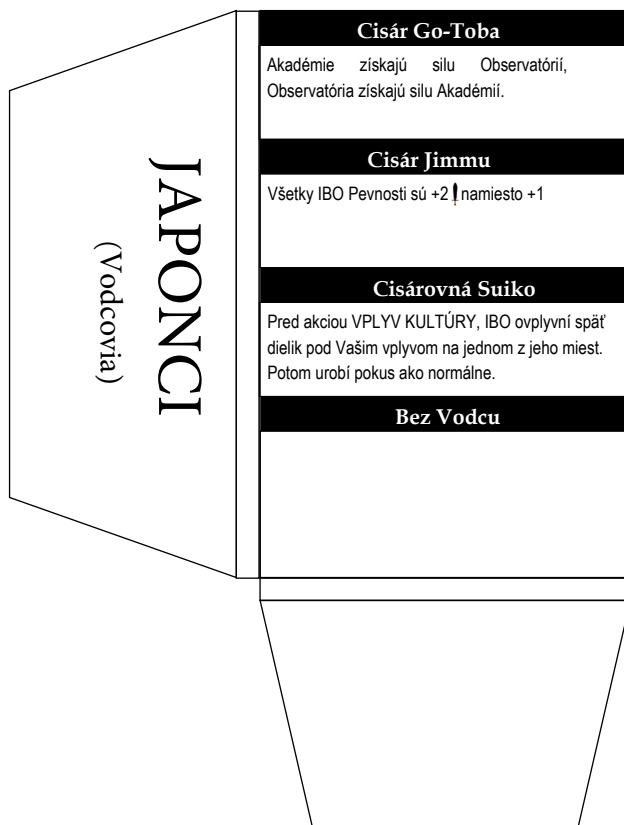 JAPONCI
(Vodcovia)
Cisár Go-Toba
Akadémie získajú silu Observatórií,
Observatória získajú silu Akadémií.
Cisár Jimmu
Všetky IBO Pevnosti sú +2 namiesto +1
Cisárovná Suiko
Pred akciou VPLYV KULTÚRY, IBO ovplyvní späť
dielik pod Vašim vplyvom na jednom z jeho miest.
Potom urobí pokus ako normálne.
Bez Vodcu